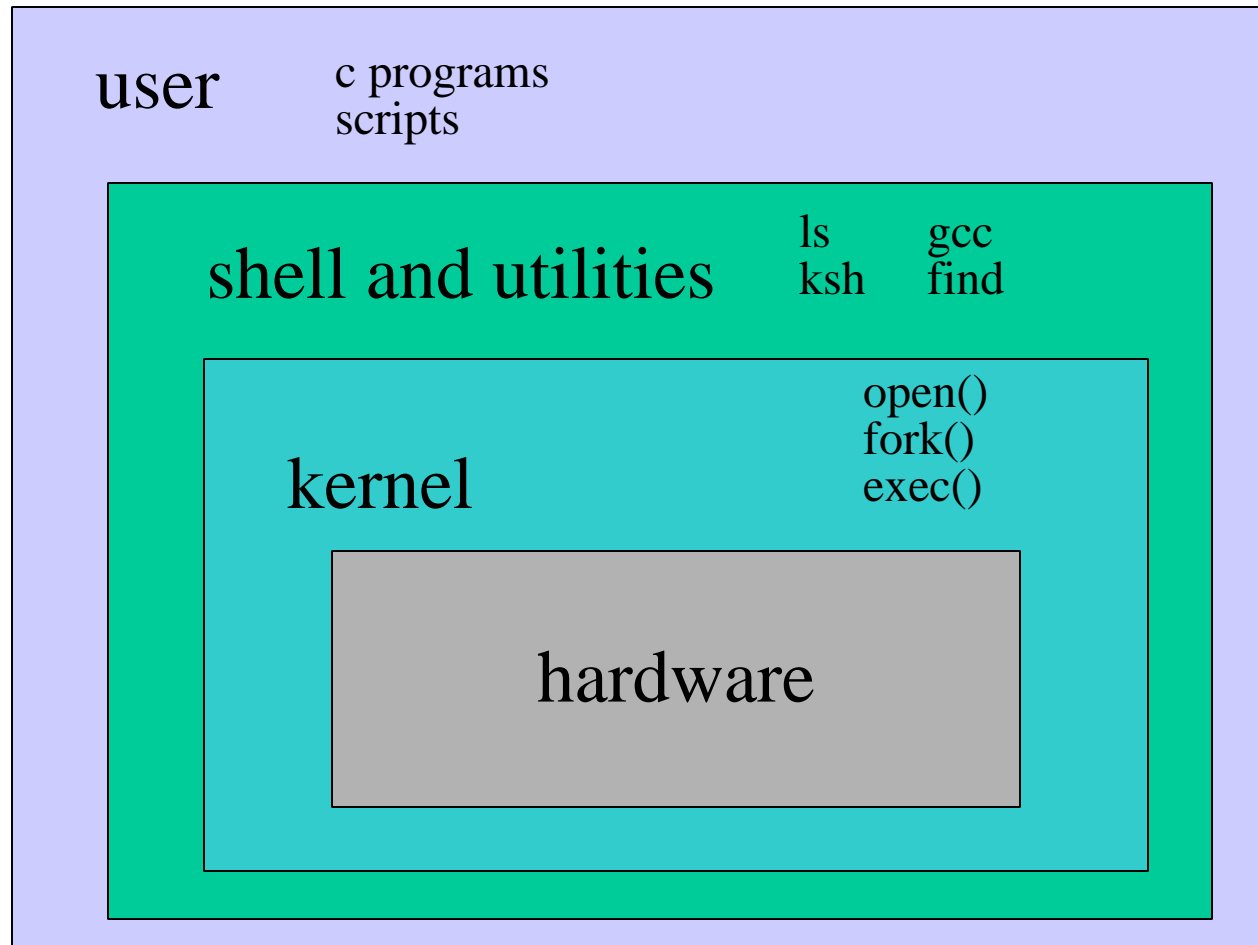 user
c programs
scripts
shell and utilities
ls gcc
ksh find
kernel
open()
fork()
exec()
hardware